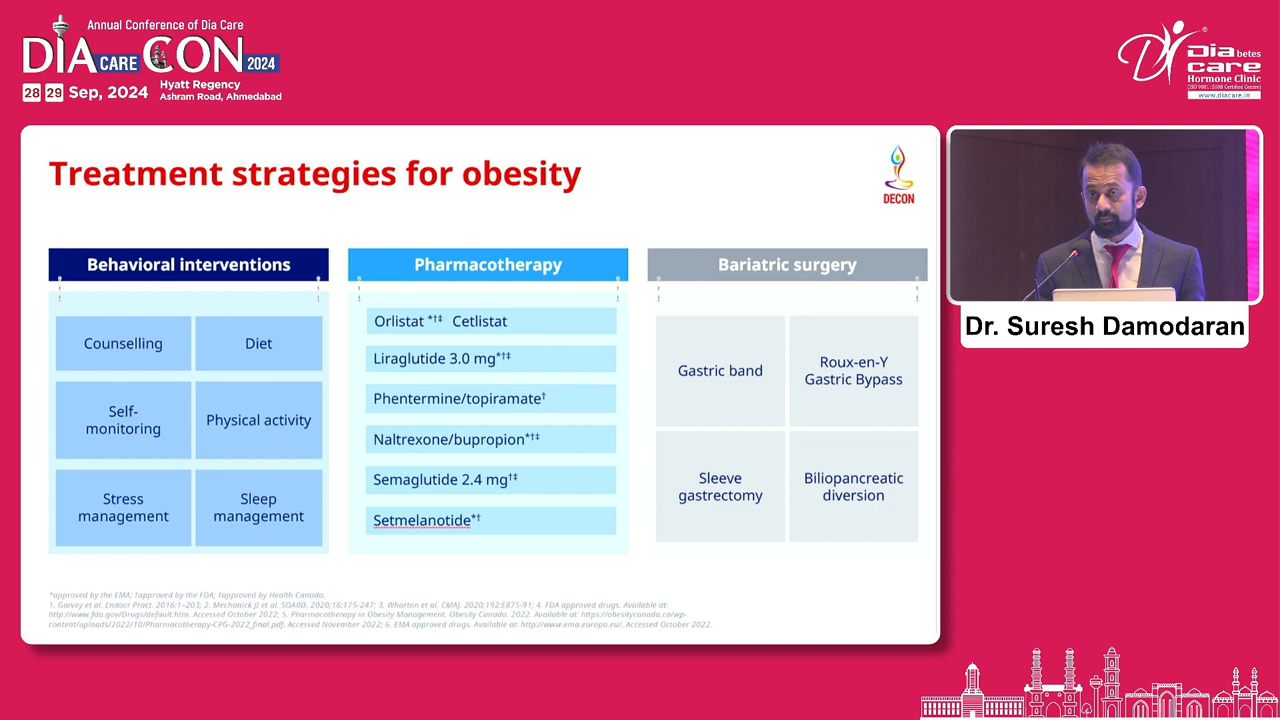 Annual Conference of Dia Care
DIA CARE CON 2024
28 29 Sep, 2024
Hyatt Regency
Ashram Road, Ahmedabad
Dia betes
care
Hormone Clinic
(ISO 9001 :2008 Certified Centre)
www.diacare.in
Treatment strategies for obesity
DECON
Behavioral interventions
Counselling
Diet
Self-
monitoring
Physical activity
Stress
management
Sleep
management
Pharmacotherapy
Orlistat *†‡ Cetlistat
Liraglutide 3.0 mg*†‡
Phentermine/topiramate†
Naltrexone/bupropion*†‡
Semaglutide 2.4 mg†‡
Setmelanotide*†
Bariatric surgery
Gastric band
Roux-en-Y
Gastric Bypass
Sleeve
gastrectomy
Biliopancreatic
diversion
*approved by the EMA; †approved by the FDA; ‡approved by Health Canada.
1. Garvey et al. Endocr Pract. 2016:1–203; 2. Mechanick JI et al. SOARD. 2020;16:175-247; 3. Wharton et al. CMAJ. 2020;192:E875-91; 4. FDA approved drugs. Available at:
http://www.fda.gov/Drugs/default.htm. Accessed October 2022; 5. Pharmacotherapy in Obesity Management. Obesity Canada. 2022. Available at: https://obesitycanada.ca/wp-
content/uploads/2022/10/Pharmacotherapy-CPG-2022_final.pdf. Accessed November 2022; 6. EMA approved drugs. Available at: http://www.ema.europa.eu/. Accessed October 2022.
Dr. Suresh Damodaran